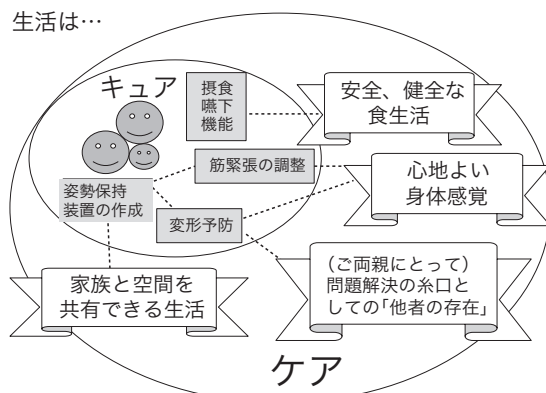 生活は…
キュア
摂食
嚥下
機能
安全、健全な
食生活
筋緊張の調整
心地よい
身体感覚
姿勢保持
装置の作成
変形予防
（ご両親にとって）
問題解決の糸口と
しての「他者の存在」
家族と空間を
共有できる生活
ケア